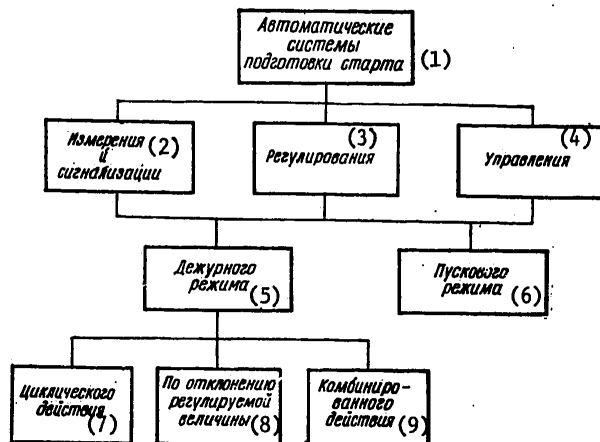 Автоматические
системы
подготовки старта (1)
Измерения
и (2)
сигнализации
(3)
Регулирования
(4)
Управления
Дежурного
режима
(5)
Пускового
режима
(6)
Циклического
действия (7)
По отклонению
регулируемой
величины (8)
Комбиниро-
ванного
действия (9)